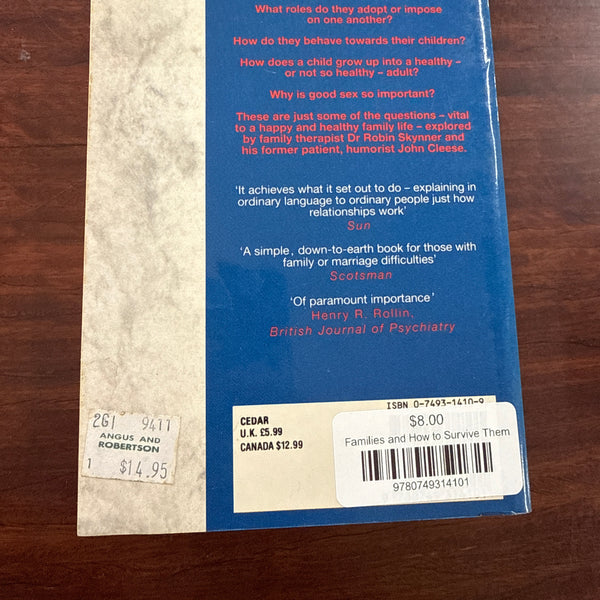 What roles do they adopt or impose
on one another?
How do they behave towards their children?
How does a child grow up into a healthy –
or not so healthy – adult?
Why is good sex so important?
These are just some of the questions – vital
to a happy and healthy family life – explored
by family therapist Dr Robin Skynner and
his former patient, humorist John Cleese.
‘It achieves what it set out to do – explaining in
ordinary language to ordinary people just how
relationships work’
Sun
‘A simple, down-to-earth book for those with
family or marriage difficulties’
Scotsman
‘Of paramount importance’
Henry R. Rollin,
British Journal of Psychiatry
2G1 9411
ANGUS AND
ROBERTSON
1 $14.95
CEDAR
U.K. £5.99
CANADA $12.99
ISBN 0-7493-1410-9
$8.00
Families and How to Survive Them
9780749314101